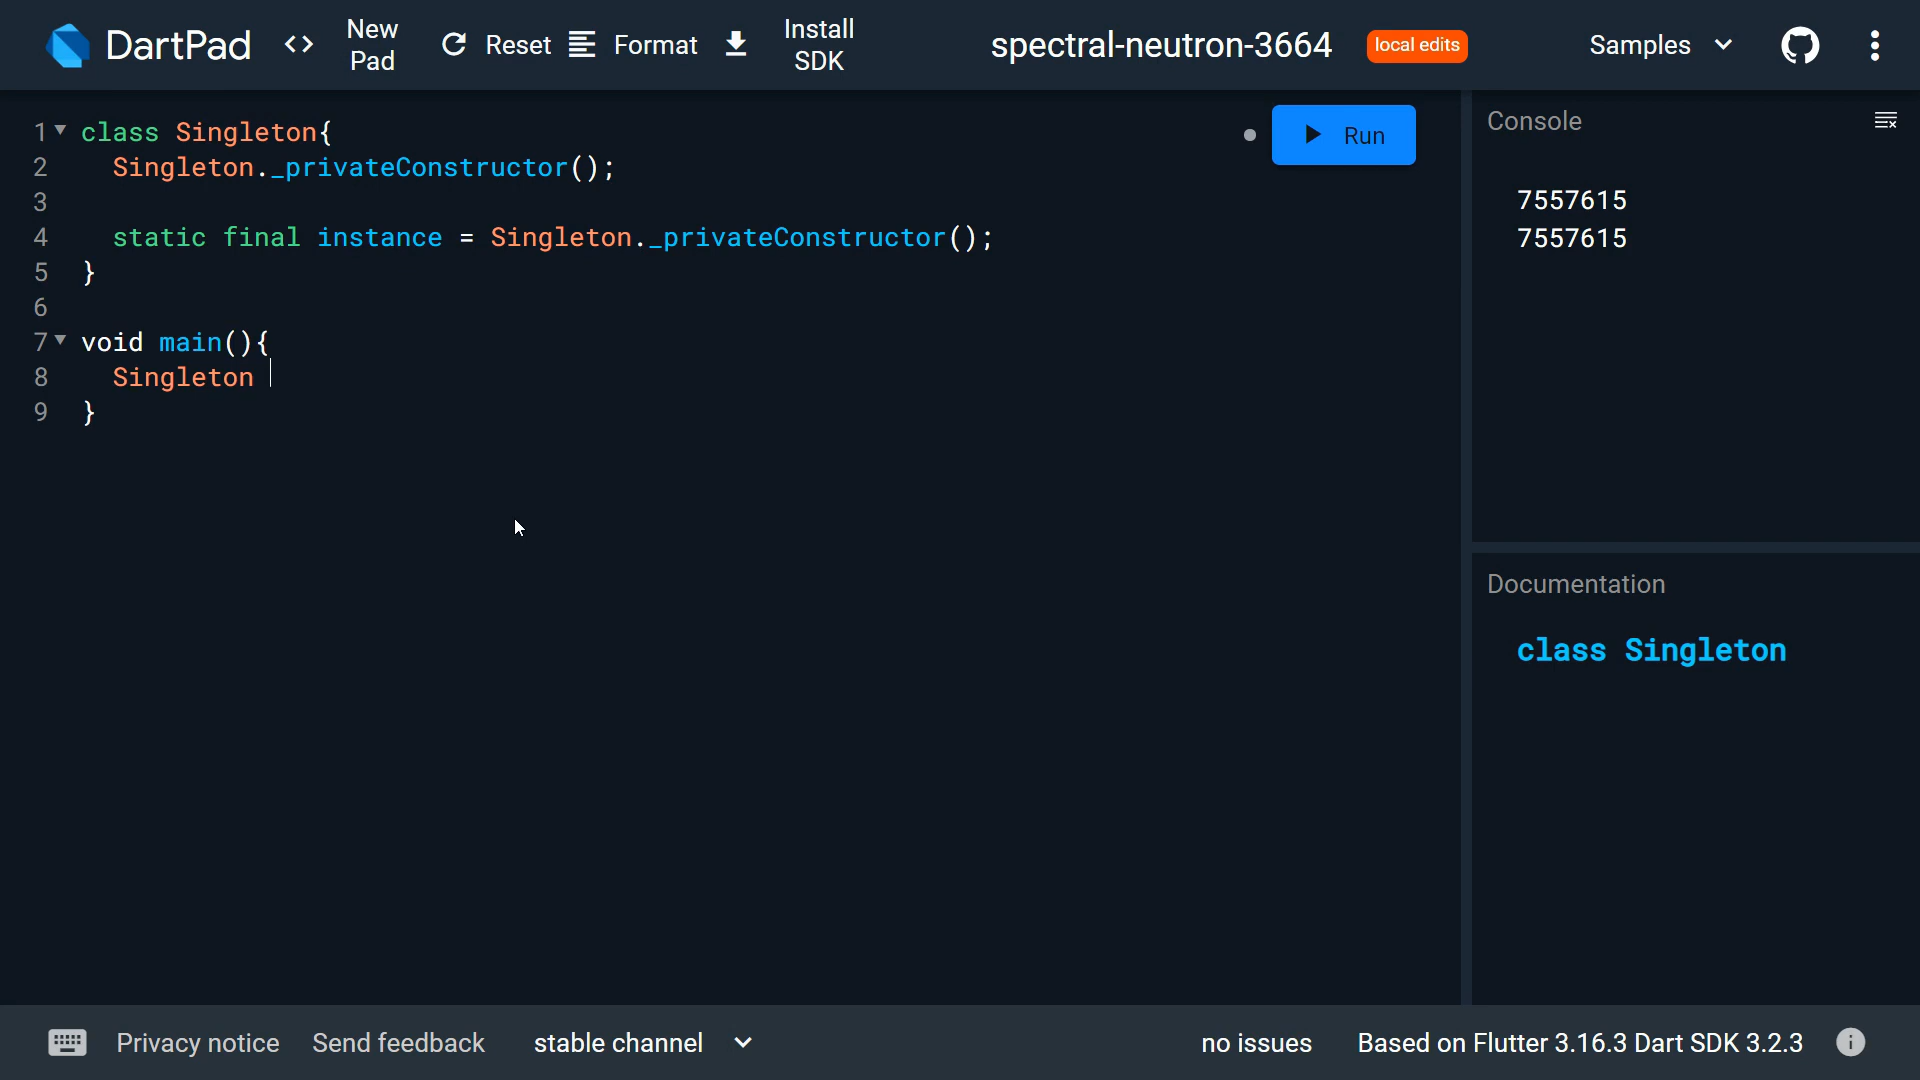 DartPad <> New Pad Reset Format Install SDK spectral-neutron-3664 local edits Samples
1 class Singleton{
2 Singleton._privateConstructor();
3
4 static final instance = Singleton._privateConstructor();
5 }
6
7 void main(){
8 Singleton
9 }
Run
Console
7557615
7557615
Documentation
class Singleton
Privacy notice Send feedback stable channel no issues Based on Flutter 3.16.3 Dart SDK 3.2.3